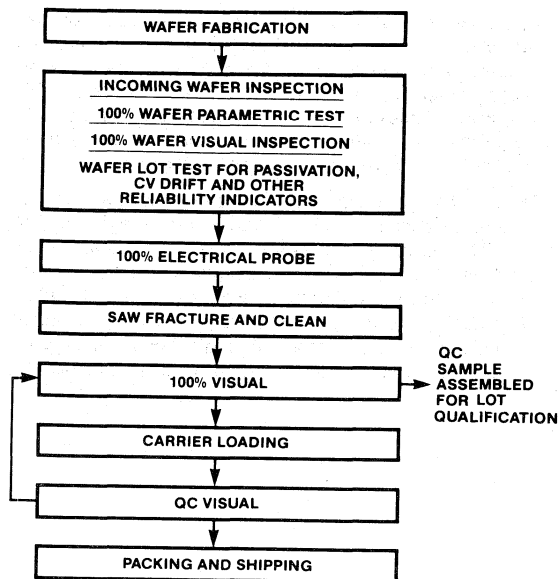 WAFER FABRICATION
INCOMING WAFER INSPECTION
100% WAFER PARAMETRIC TEST
100% WAFER VISUAL INSPECTION
WAFER LOT TEST FOR PASSIVATION,
CV DRIFT AND OTHER
RELIABILITY INDICATORS
100% ELECTRICAL PROBE
SAW FRACTURE AND CLEAN
100% VISUAL
QC
SAMPLE
ASSEMBLED
FOR LOT
QUALIFICATION
CARRIER LOADING
QC VISUAL
PACKING AND SHIPPING